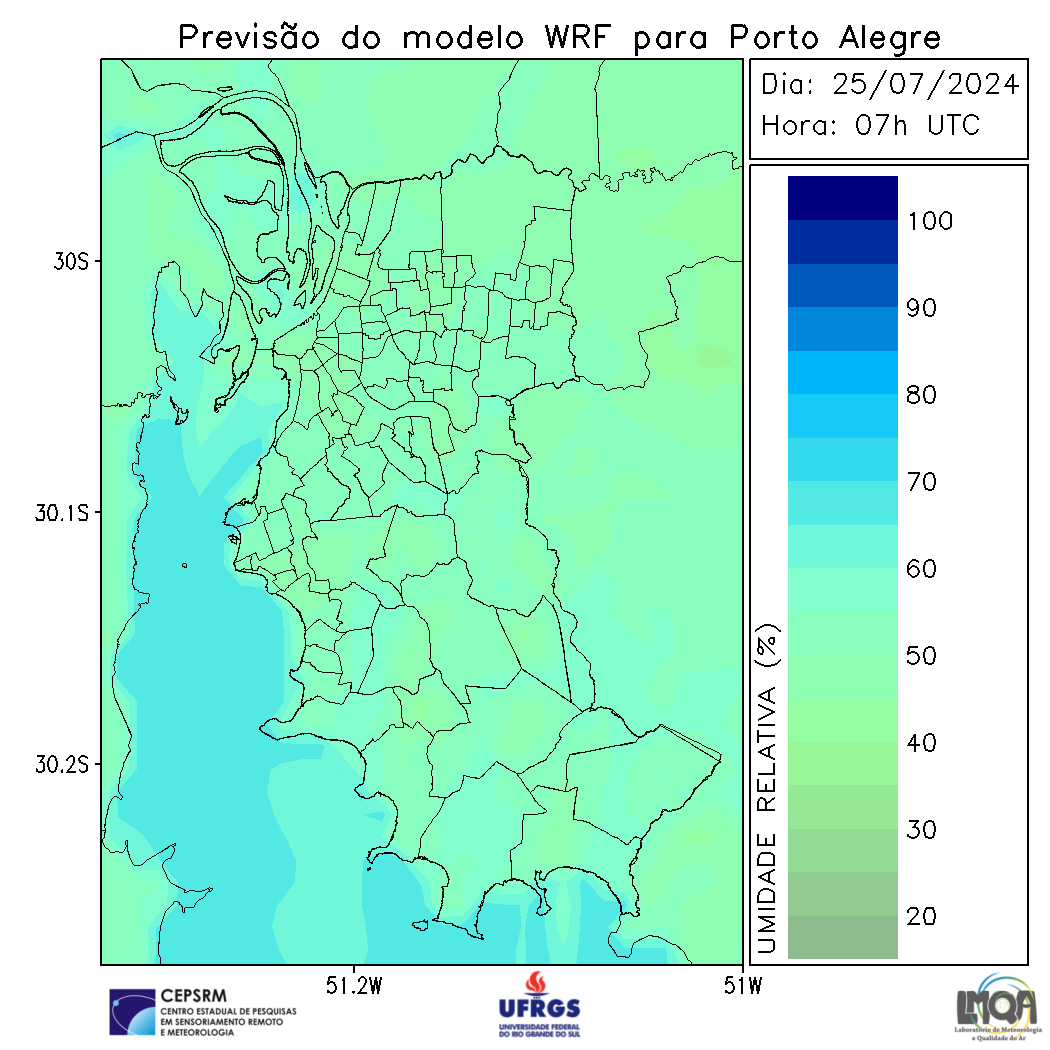 Previsão do modelo WRF para Porto Alegre
Dia: 25/07/2024
Hora: 07h UTC
30S
30.1S
30.2S
51.2W
51W
100
90
80
70
60
50
40
30
20
UMIDADE RELATIVA (%)
CEPSRM
CENTRO ESTADUAL DE PESQUISAS
EM SENSORIAMENTO REMOTO
E METEOROLOGIA
UFRGS
UNIVERSIDADE FEDERAL
DO RIO GRANDE DO SUL
LMQA
Laboratório de Meteorologia
e Qualidade do Ar